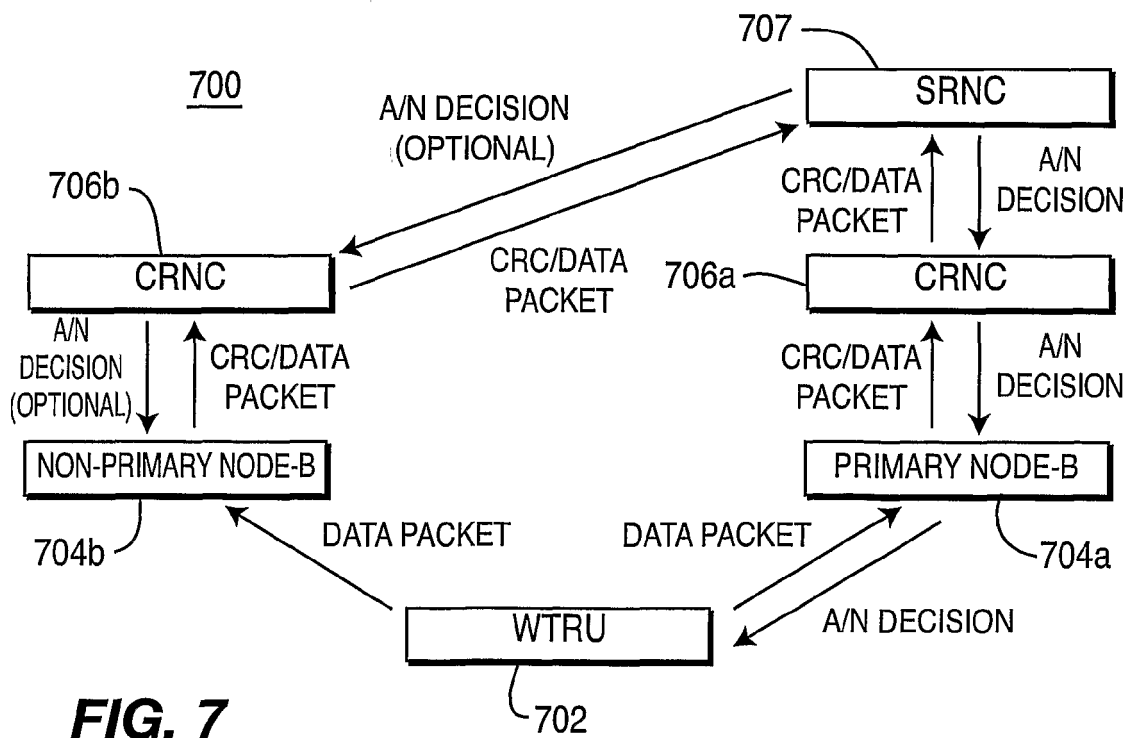 707
700
SRNC
A/N DECISION
(OPTIONAL)
706b
CRC/DATA
PACKET
A/N
DECISION
CRNC
CRC/DATA
PACKET
706a
CRNC
A/N
DECISION
(OPTIONAL)
CRC/DATA
PACKET
CRC/DATA
PACKET
A/N
DECISION
NON-PRIMARY NODE-B
PRIMARY NODE-B
704b
DATA PACKET
DATA PACKET
704a
WTRU
A/N DECISION
702
FIG. 7